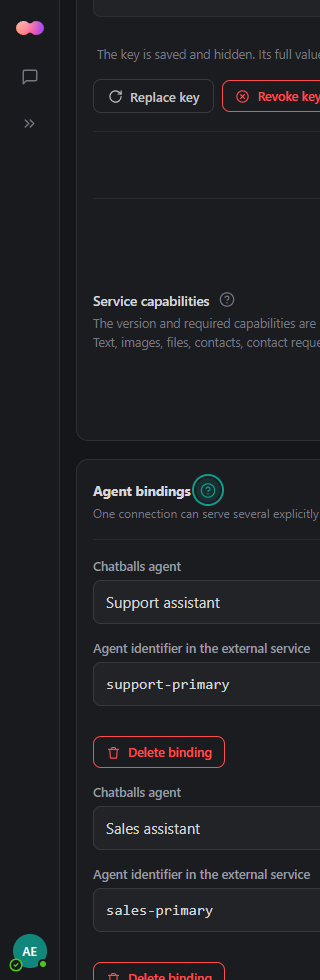 The key is saved and hidden. Its full value
Replace key
Revoke key
Service capabilities
The version and required capabilities are
Text, images, files, contacts, contact reque
Agent bindings
One connection can serve several explicitly
Chatballs agent
Support assistant
Agent identifier in the external service
support-primary
Delete binding
Chatballs agent
Sales assistant
Agent identifier in the external service
sales-primary
AE
Delete binding